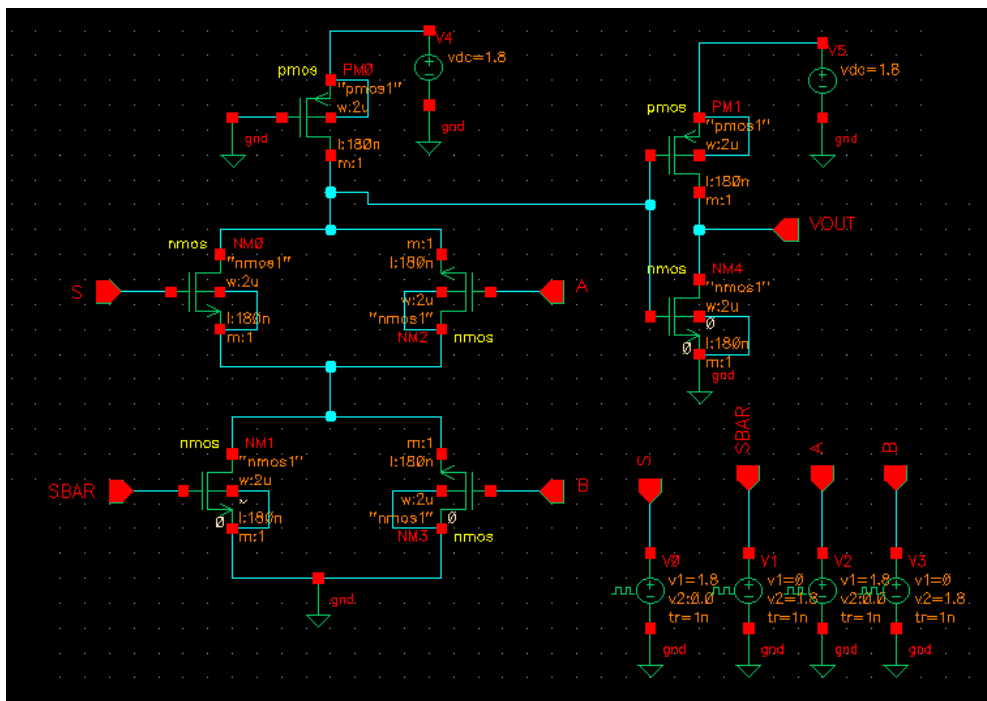 V4
vdc=1.8
gnd
pmos
PM0
"pmos1"
w:2u
l:180n
m:1
gnd
V5
vdc=1.8
gnd
pmos
PM1
"pmos1"
w:2u
l:180n
m:1
VOUT
nmos
NM0
"nmos1"
w:2u
l:180n
m:1
S
m:1
l:180n
w:2u
"nmos1"
NM2
nmos
A
nmos
NM4
"nmos1"
w:2u
0
0
l:180n
m:1
gnd
nmos
NM1
"nmos1"
w:2u
0
l:180n
m:1
SBAR
m:1
l:180n
w:2u
"nmos1"
0
NM3
nmos
B
gnd
S
SBAR
A
B
V0
v1=1.8
v2:0.0
tr=1n
gnd
V1
v1=0
v2=1.8
tr=1n
gnd
V2
v1=1.8
v2:0.0
tr=1n
gnd
V3
v1=0
v2=1.8
tr=1n
gnd